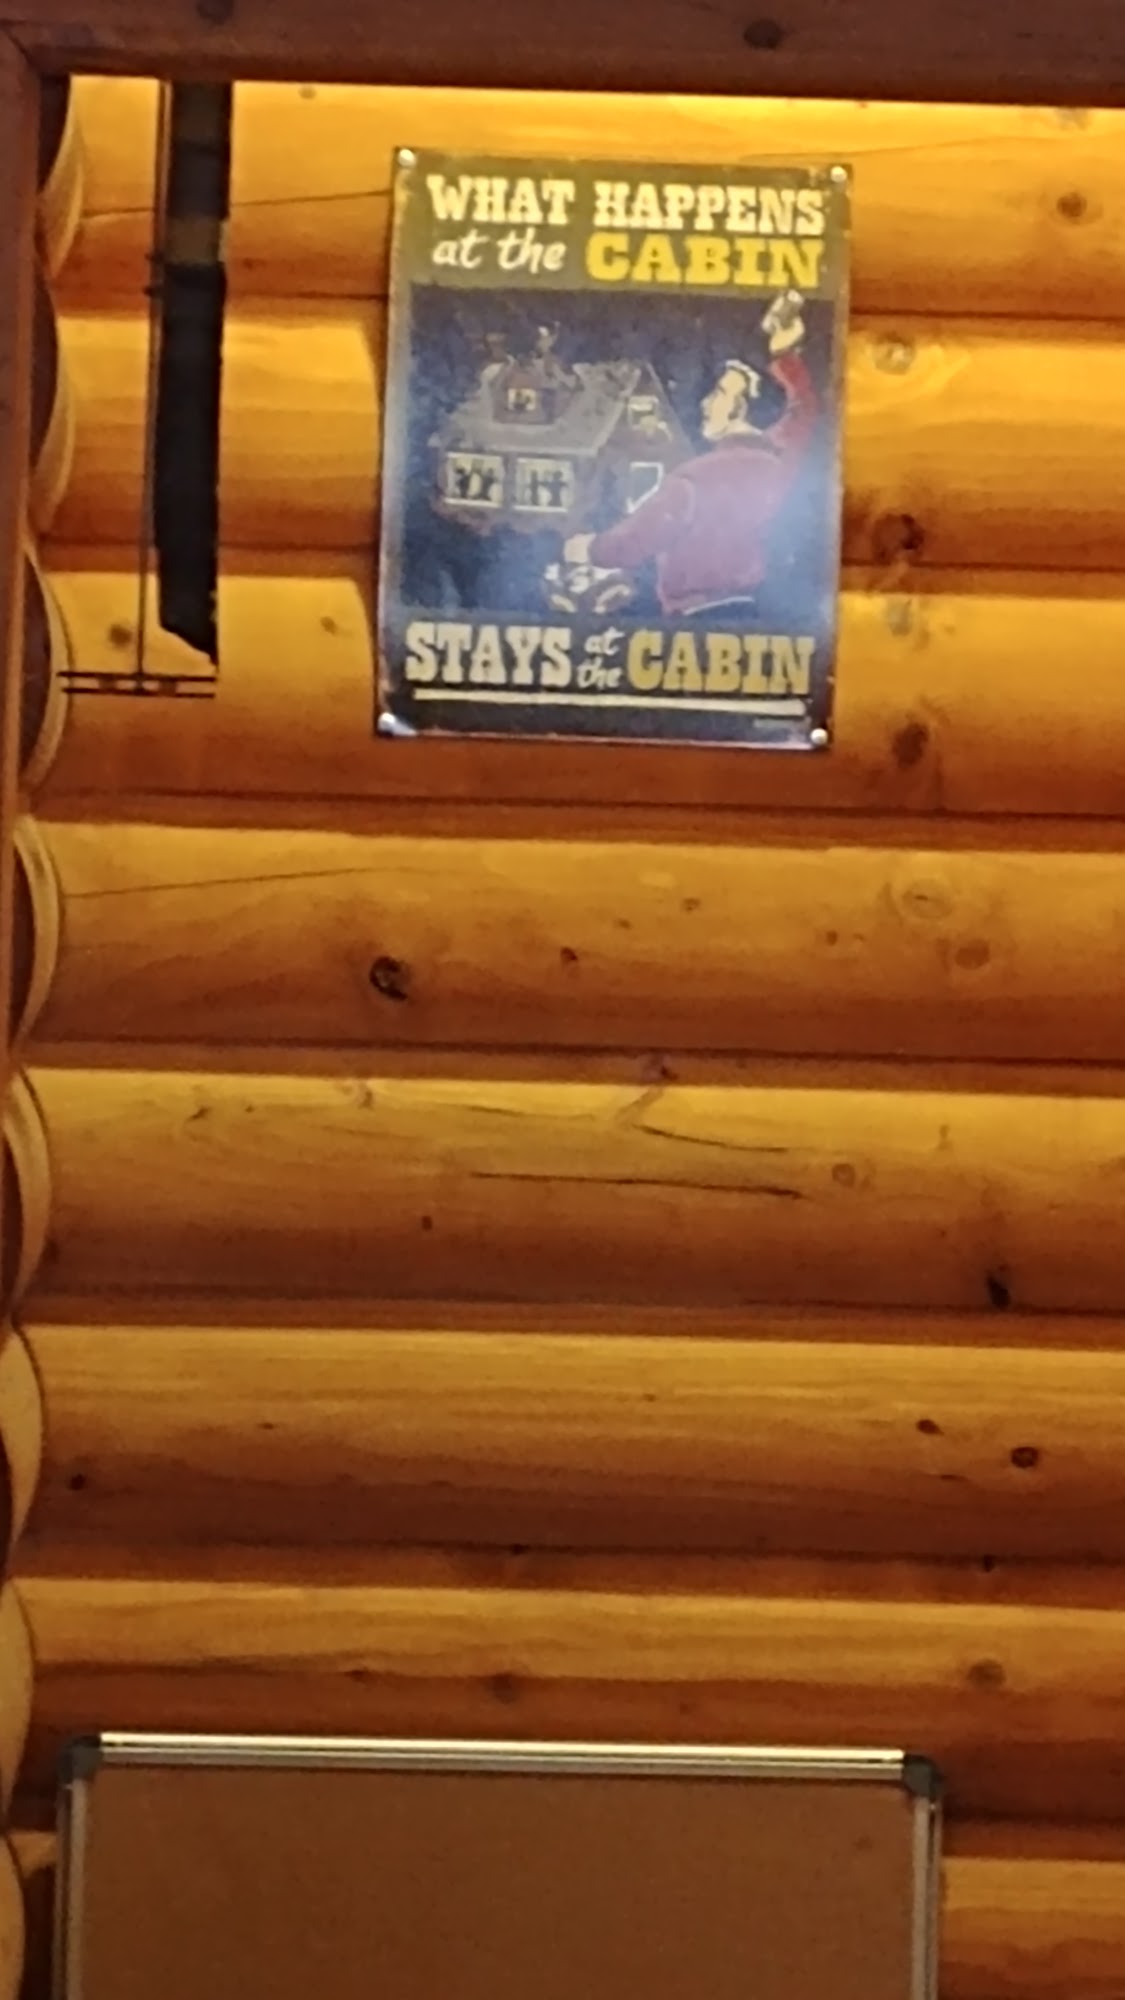 WHAT HAPPENS
at the CABIN
STAYS at the CABIN